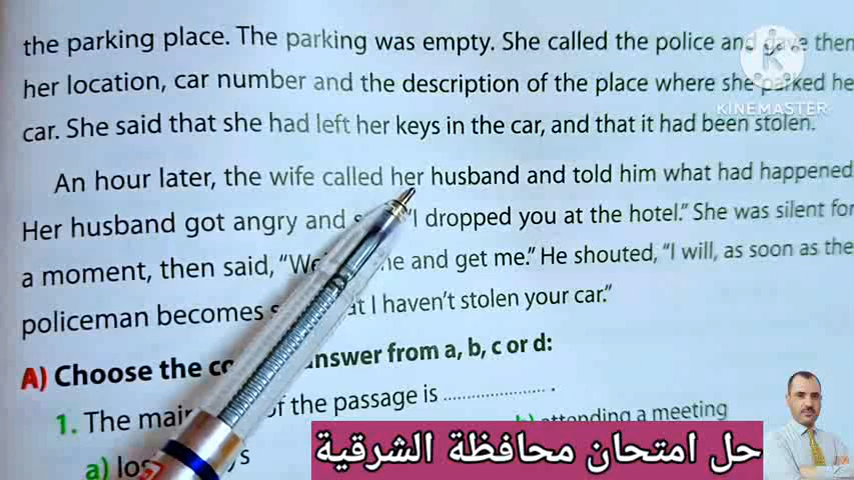 the parking place. The parking was empty. She called the police and gave them
her location, car number and the description of the place where she parked he
car. She said that she had left her keys in the car, and that it had been stolen.
An hour later, the wife called her husband and told him what had happened
Her husband got angry and "I dropped you at the hotel." She was silent for
a moment, then said, and get me." He shouted, "I will, as soon as the
policeman becomes I haven't stolen your car."
A) Choose the answer from a, b, c or d:
1. The of the passage is .................... .
a) b) attending a meeting
KINEMASTER
حل امتحان محافظة الشرقية